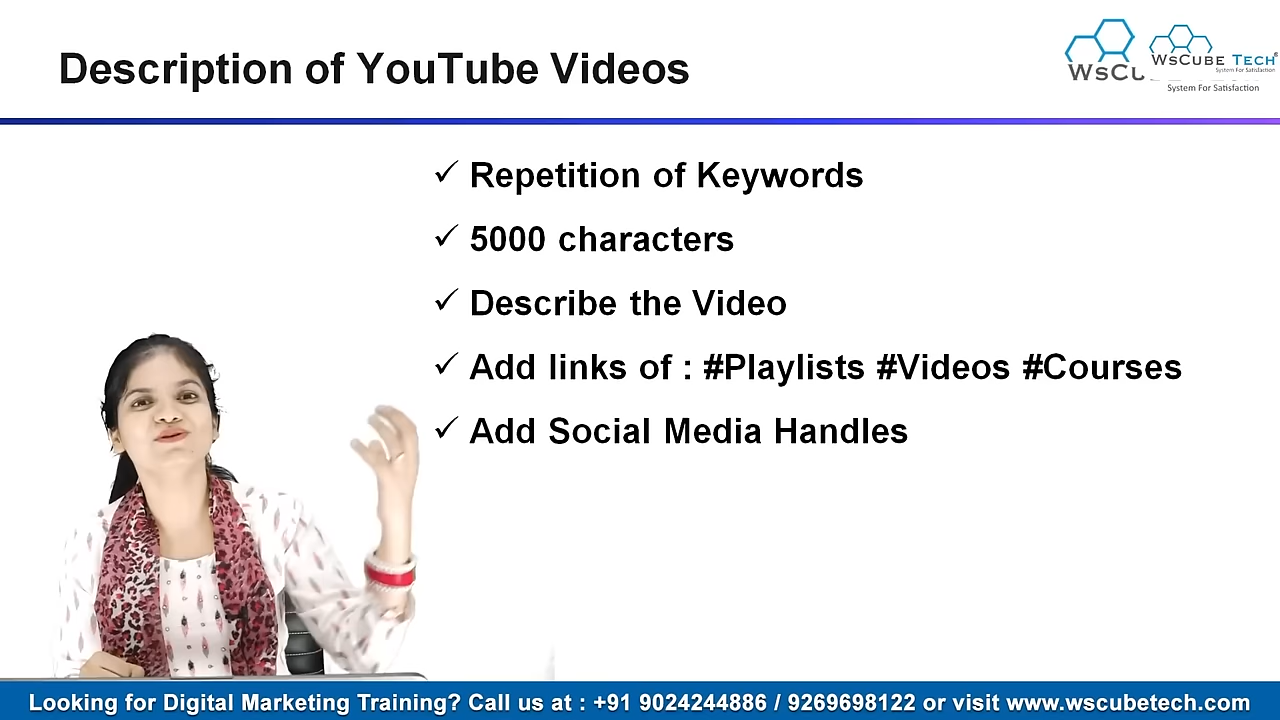 Description of YouTube Videos
WsCu
WsCube Tech®
System For Satisfaction
System For Satisfaction
✓ Repetition of Keywords
✓ 5000 characters
✓ Describe the Video
✓ Add links of : #Playlists #Videos #Courses
✓ Add Social Media Handles
Looking for Digital Marketing Training? Call us at : +91 9024244886 / 9269698122 or visit www.wscubetech.com